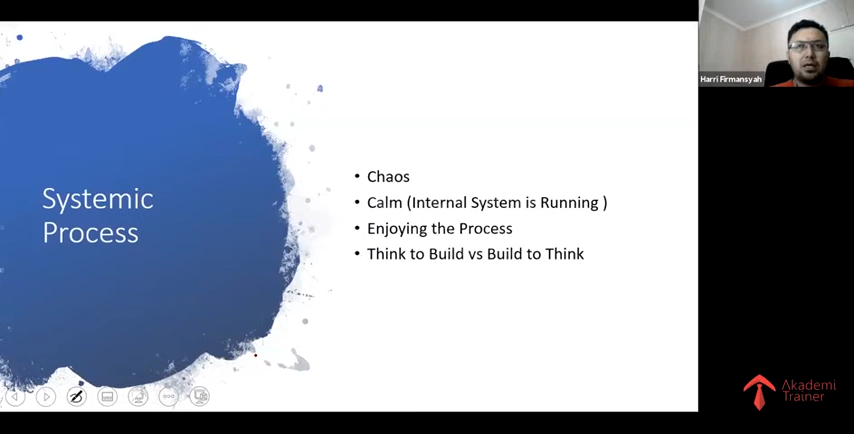 Harri Firmansyah
Systemic
Process
• Chaos
• Calm (Internal System is Running )
• Enjoying the Process
• Think to Build vs Build to Think
Akademi
Trainer